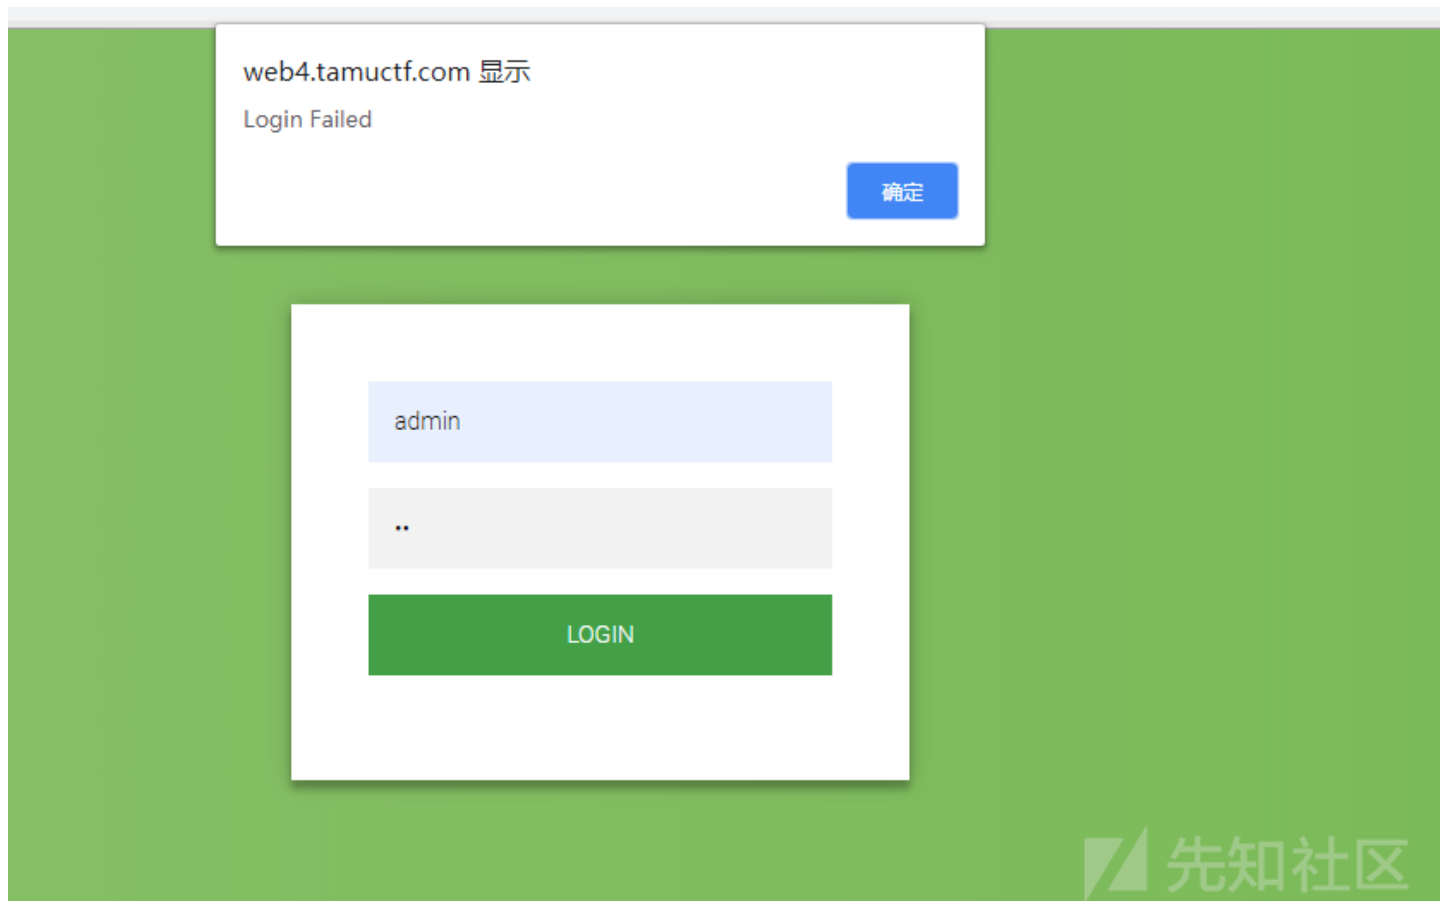 web4.tamuctf.com 显示
Login Failed
确定
admin
••
LOGIN
先知社区